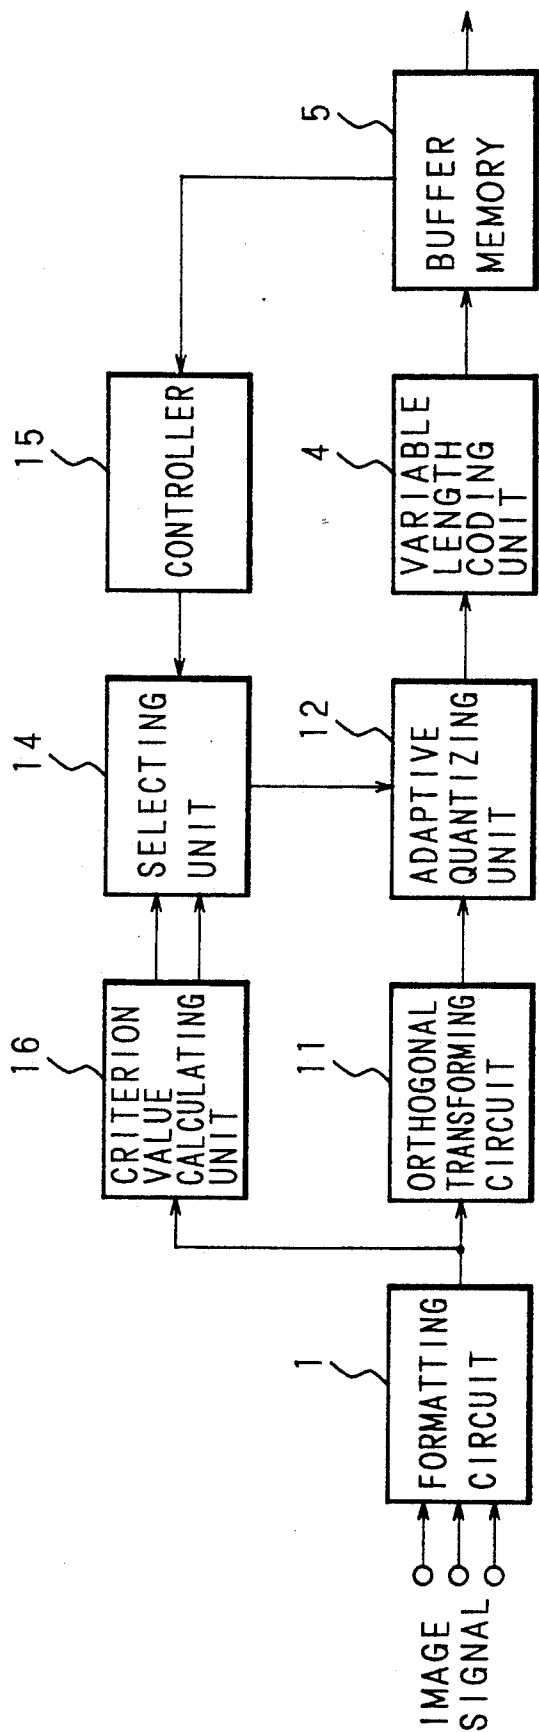 IMAGE
SIGNAL
1
FORMATTING
CIRCUIT
16
CRITERION
VALUE
CALCULATING
UNIT
11
ORTHOGONAL
TRANSFORMING
CIRCUIT
14
SELECTING
UNIT
12
ADAPTIVE
QUANTIZING
UNIT
15
CONTROLLER
4
VARIABLE
LENGTH
CODING
UNIT
5
BUFFER
MEMORY